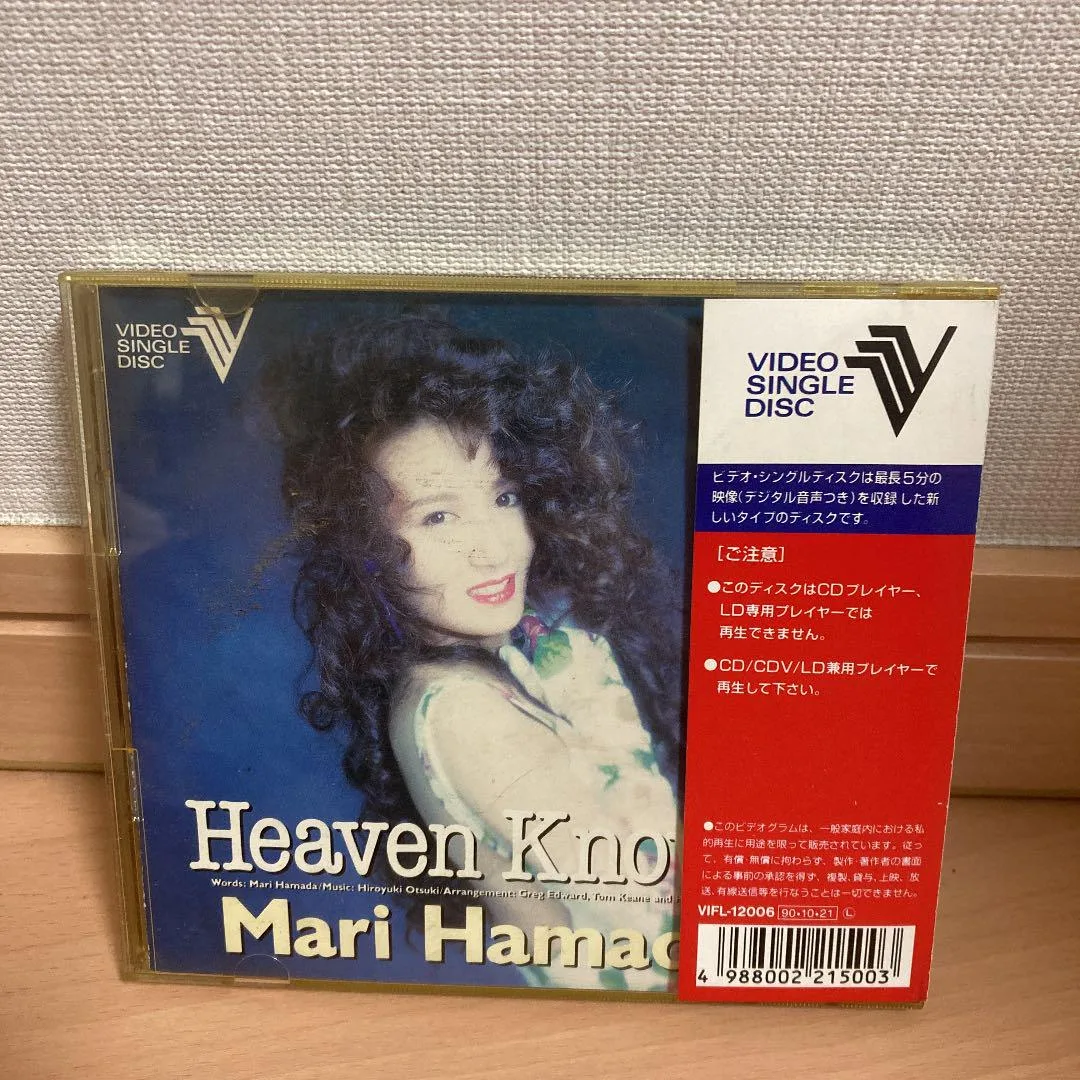 VIDEO
SINGLE
DISC
Heaven Kno
Words: Mari Hamada/Music: Hiroyuki Otsuki/Arrangement: Greg Edward, Tom Keane and
Mari Hamad
VIDEO
SINGLE
DISC
ビデオ・シングルディスクは最長5分の
映像(デジタル音声つき)を収録した新
しいタイプのディスクです。
[ご注意]
●このディスクはCDプレイヤー、
LD専用プレイヤーでは
再生できません。
●CD/CDV/LD兼用プレイヤーで
再生して下さい。
●このビデオグラムは、一般家庭内における私
的再生に用途を限って販売されています。従っ
て、有償・無償に拘わらず、製作・著作者の書面
による事前の承認を得ず、複製、貸与、上映、放
送、有線送信等を行なうことは一切できません。
VIFL-12006 90・10・21 Ⓛ
4 988002 215003